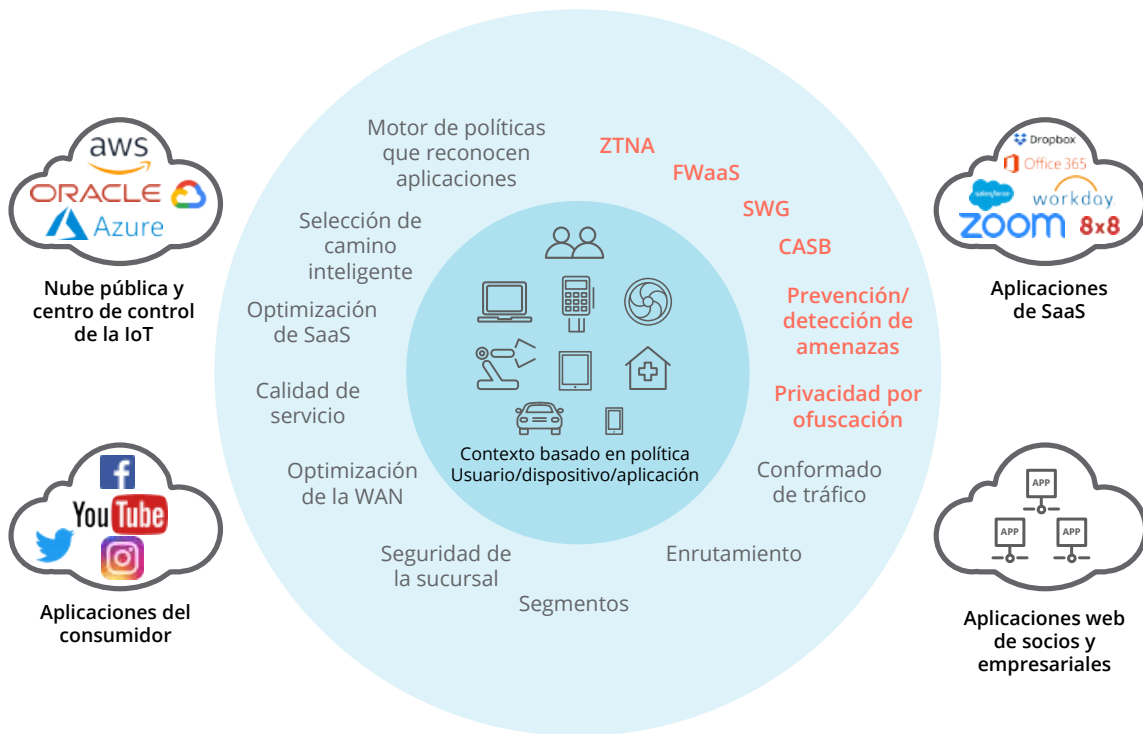 aws
ORACLE
Azure
Nube pública y
centro de control
de la IoT
YouTube
Aplicaciones del
consumidor
Motor de políticas
que reconocen
aplicaciones
Selección de
camino
inteligente
Optimización
de SaaS
Calidad de
servicio
Optimización
de la WAN
Seguridad de
la sucursal
Segmentos
Enrutamiento
Conformado
de tráfico
Privacidad por
ofuscación
Prevención/
detección de
amenazas
CASB
SWG
FWaaS
ZTNA
Contexto basado en política
Usuario/dispositivo/aplicación
Dropbox
Office 365
salesforce
workday
zoom
8x8
Aplicaciones
de SaaS
APP
APP
APP
Aplicaciones web
de socios y
empresariales